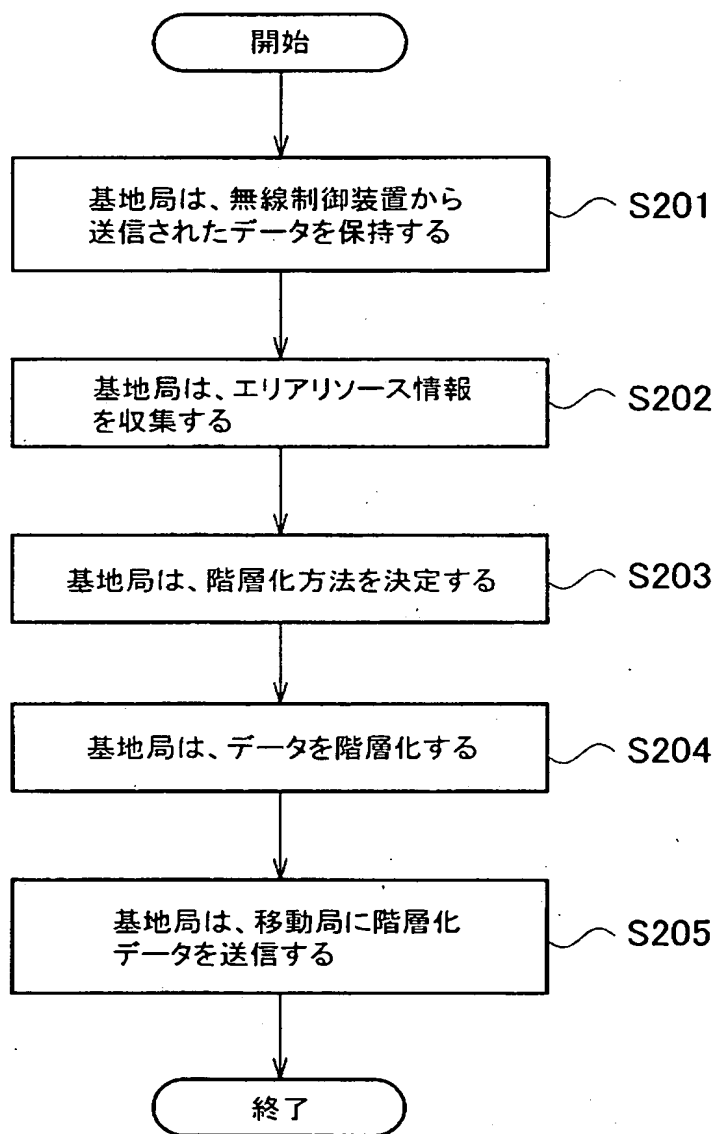 開始
基地局は、無線制御装置から
送信されたデータを保持する
S201
基地局は、エリアリソース情報
を収集する
S202
基地局は、階層化方法を決定する
S203
基地局は、データを階層化する
S204
基地局は、移動局に階層化
データを送信する
S205
終了